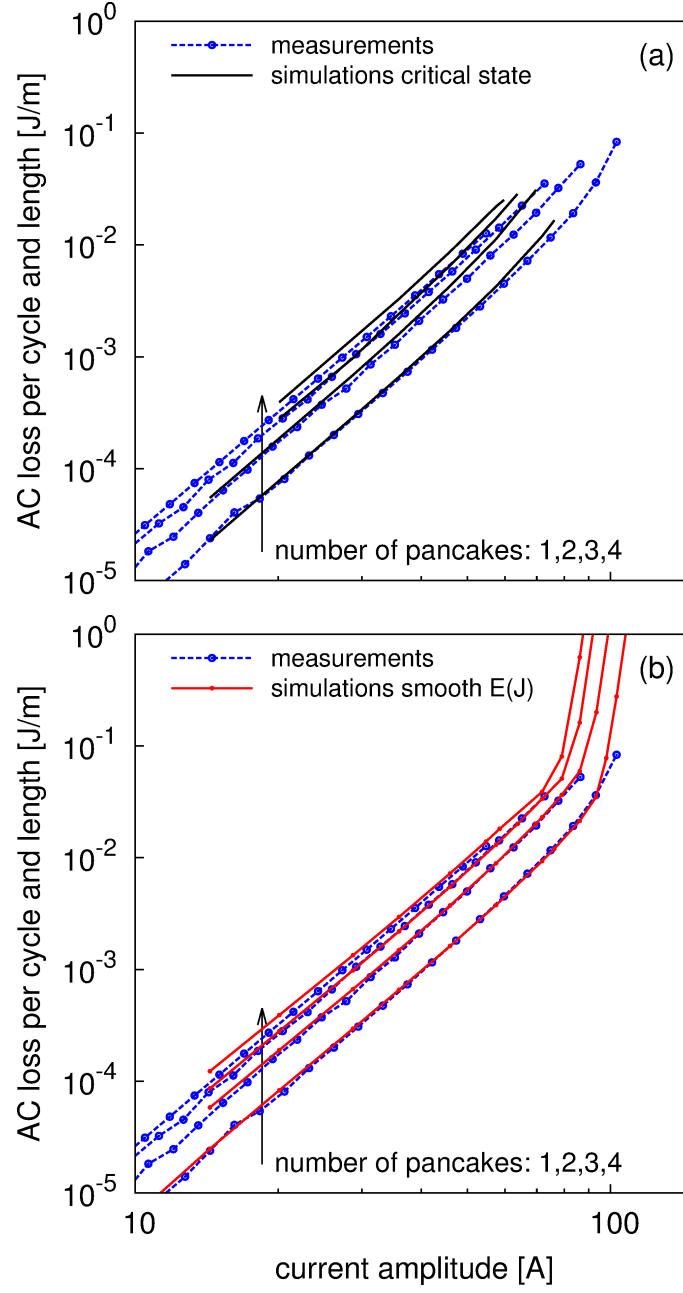 10^0
measurements
(a)
simulations critical state
10^-1
10^-2
10^-3
10^-4
10^-5
AC loss per cycle and length [J/m]
number of pancakes: 1,2,3,4
10^0
measurements
(b)
simulations smooth E(J)
10^-1
10^-2
10^-3
10^-4
10^-5
AC loss per cycle and length [J/m]
number of pancakes: 1,2,3,4
10
100
current amplitude [A]